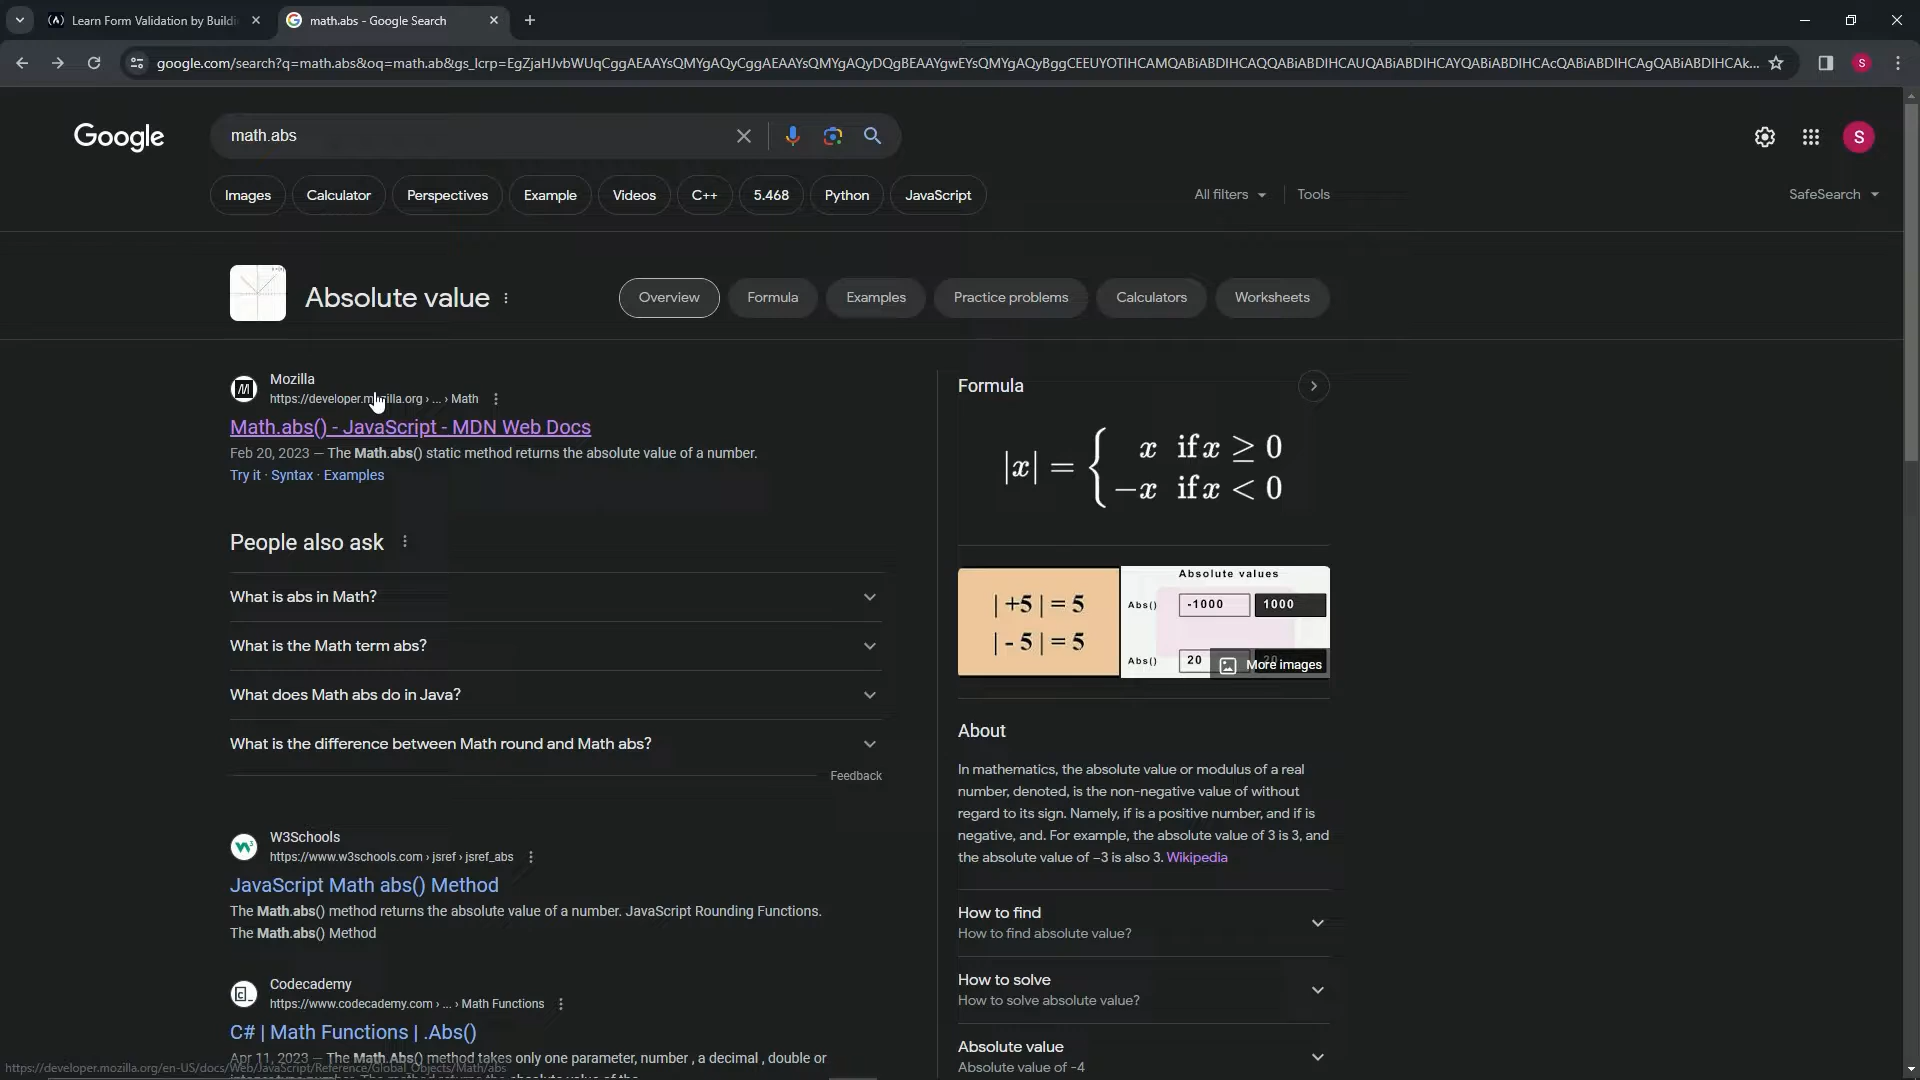 Learn Form Validation by Buildi
math.abs - Google Search
google.com/search?q=math.abs&oq=math.ab&gs_lcrp=EgZjaHJvbWUqCggAEAAYsQMYgAQyCggAEAAYsQMYgAQyDQgBEAAYgwEYsQMYgAQyBggCEEUYOTIHCAMQABiABDIHCAQQABiABDIHCAUQABiABDIHCAYQABiABDIHCAcQABiABDIHCAgQABiABDIHCAk...
S
Google
math.abs
S
Images
Calculator
Perspectives
Example
Videos
C++
5.468
Python
JavaScript
All filters
Tools
SafeSearch
Absolute value
Overview
Formula
Examples
Practice problems
Calculators
Worksheets
Mozilla
https://developer.mozilla.org › ... › Math
Math.abs() - JavaScript - MDN Web Docs
Feb 20, 2023 — The Math.abs() static method returns the absolute value of a number.
Try it · Syntax · Examples
People also ask
What is abs in Math?
What is the Math term abs?
What does Math abs do in Java?
What is the difference between Math round and Math abs?
Feedback
W3Schools
https://www.w3schools.com › jsref › jsref_abs
JavaScript Math abs() Method
The Math.abs() method returns the absolute value of a number. JavaScript Rounding Functions.
The Math.abs() Method
Codecademy
https://www.codecademy.com › ... › Math Functions
C# | Math Functions | .Abs()
Apr 11, 2023 — The Math.Abs() method takes only one parameter, number , a decimal , double or
https://developer.mozilla.org/en-US/docs/Web/JavaScript/Reference/Global_Objects/Math/abs
Formula
|x| = { x if x ≥ 0
-x if x < 0
| +5 | = 5
| - 5 | = 5
Absolute values
Abs() -1000 1000
Abs() 20
More images
About
In mathematics, the absolute value or modulus of a real
number, denoted, is the non-negative value of without
regard to its sign. Namely, if is a positive number, and if is
negative, and. For example, the absolute value of 3 is 3, and
the absolute value of −3 is also 3. Wikipedia
How to find
How to find absolute value?
How to solve
How to solve absolute value?
Absolute value
Absolute value of -4